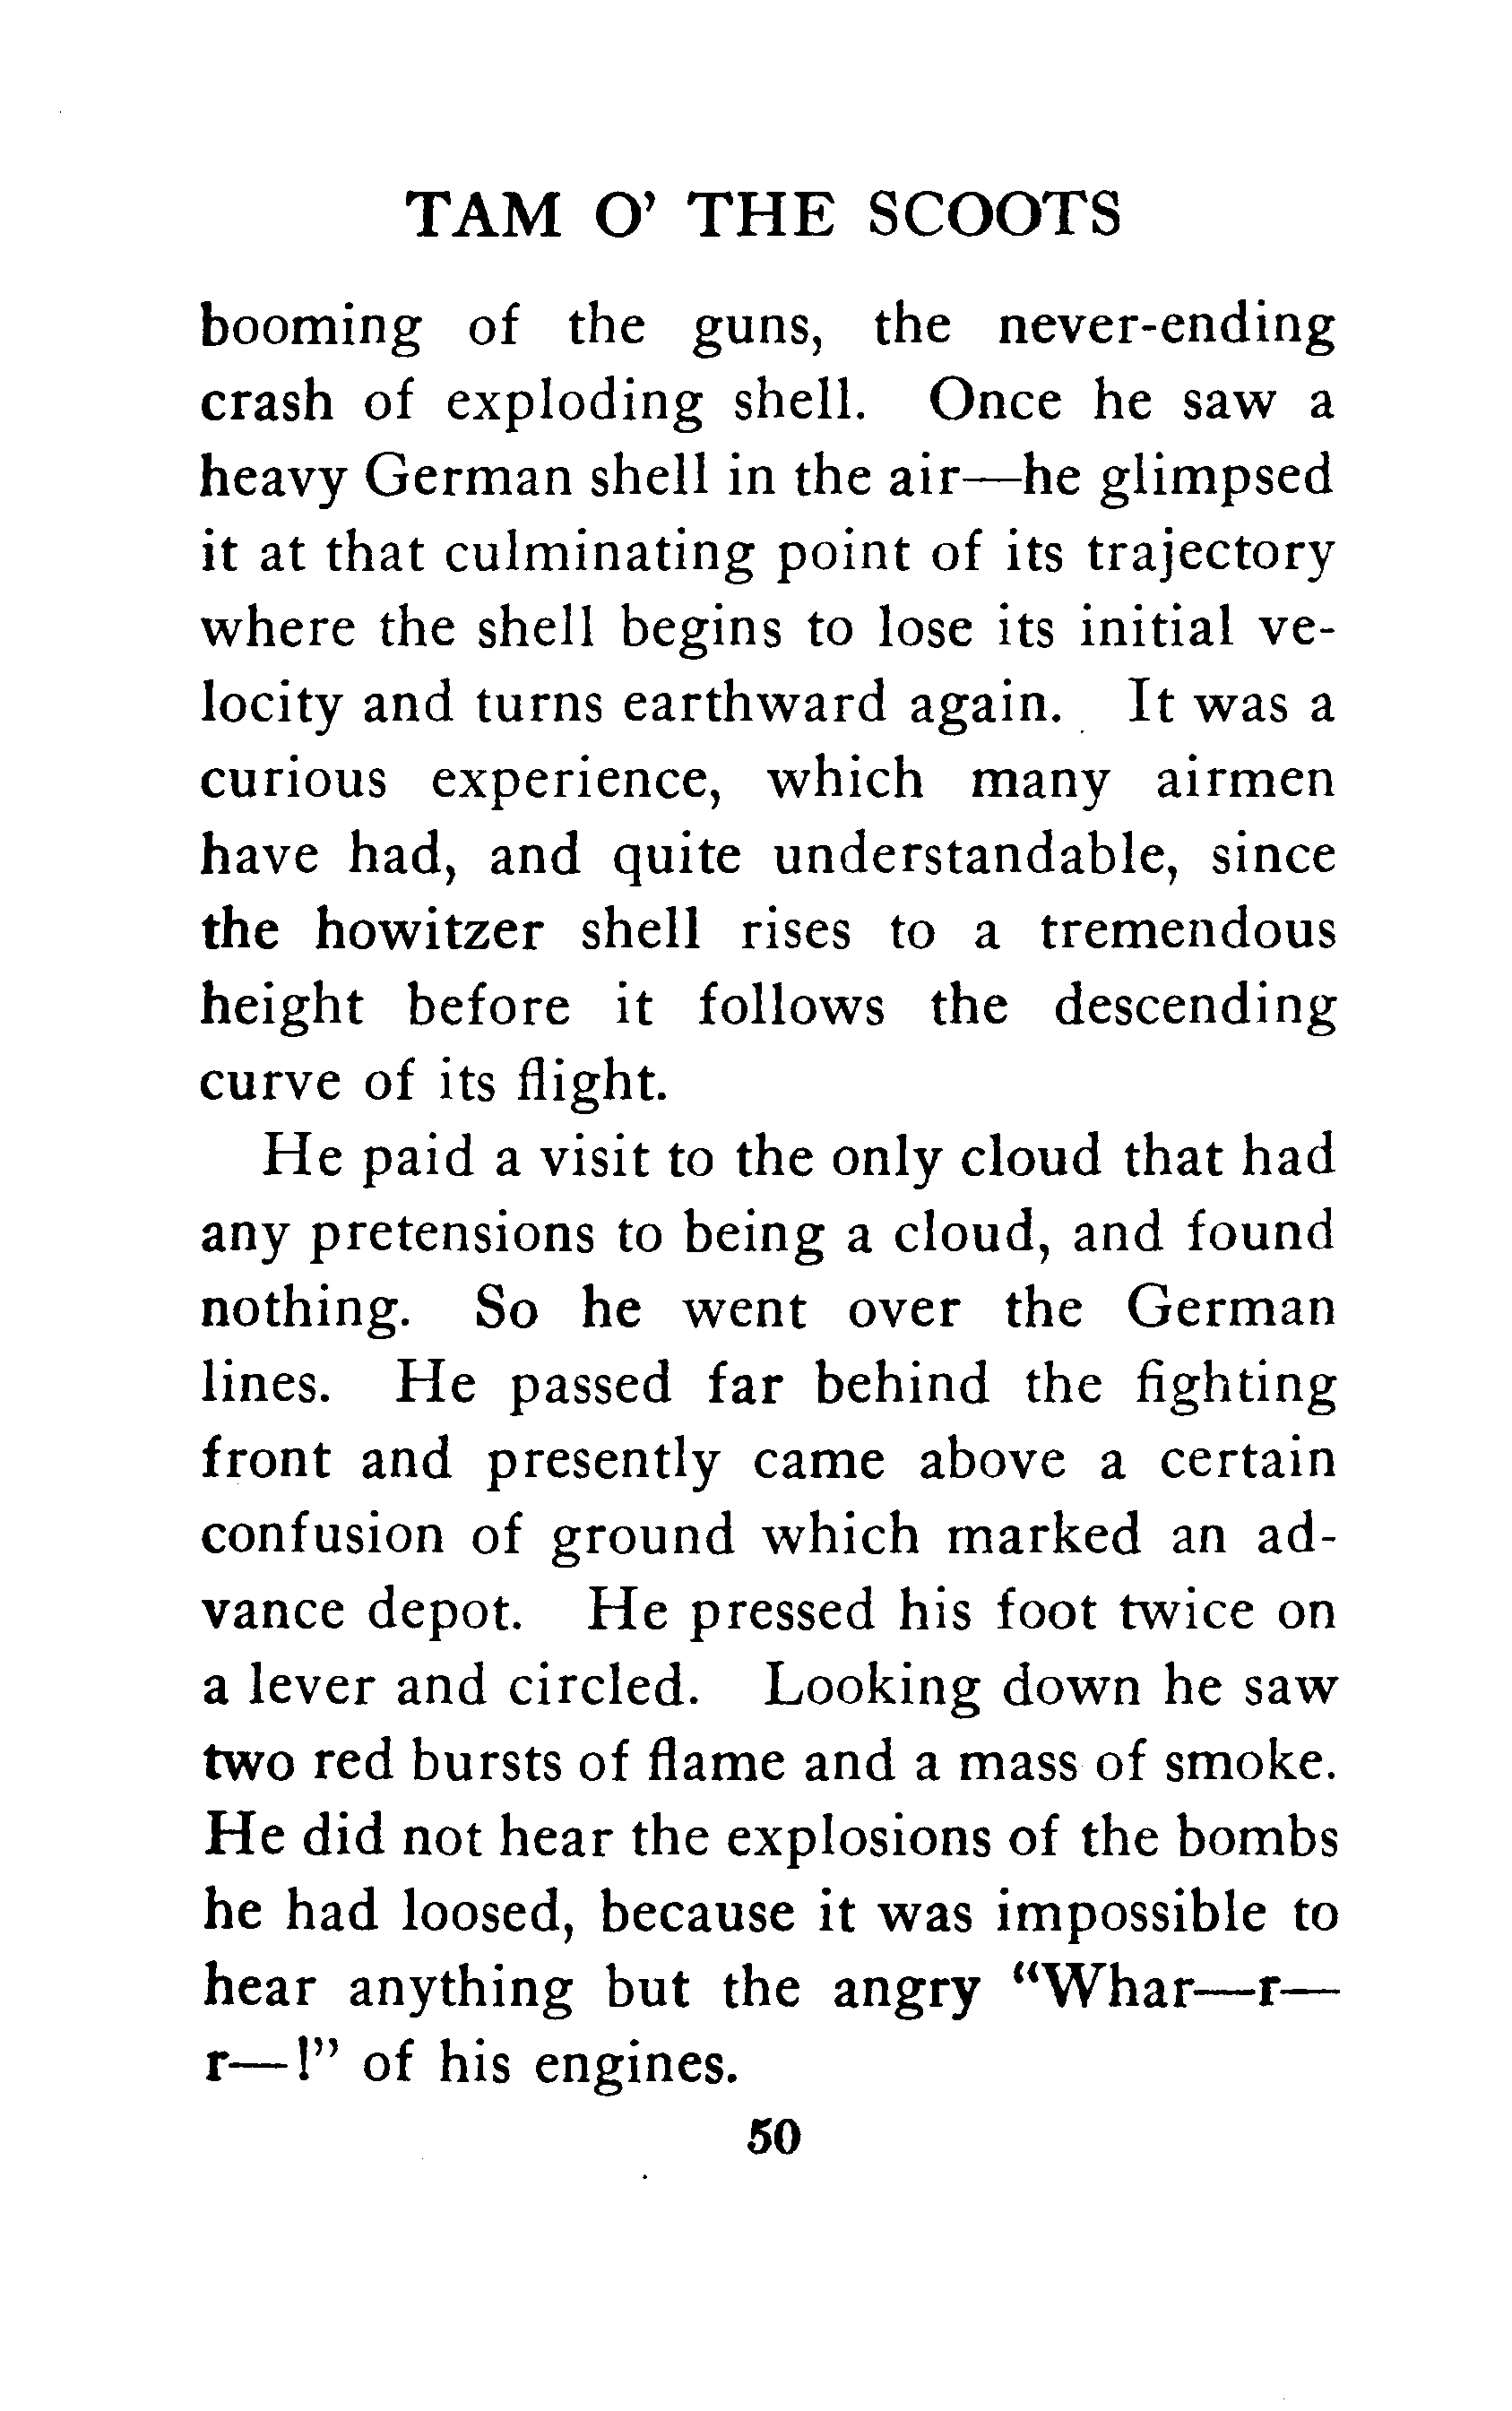 TAM O' THE SCOOTS
booming of the guns, the never-ending
crash of exploding shell. Once he saw a
heavy German shell in the air—he glimpsed
it at that culminating point of its trajectory
where the shell begins to lose its initial ve-
locity and turns earthward again. It was a
curious experience, which many airmen
have had, and quite understandable, since
the howitzer shell rises to a tremendous
height before it follows the descending
curve of its flight.
He paid a visit to the only cloud that had
any pretensions to being a cloud, and found
nothing. So he went over the German
lines. He passed far behind the fighting
front and presently came above a certain
confusion of ground which marked an ad-
vance depot. He pressed his foot twice on
a lever and circled. Looking down he saw
two red bursts of flame and a mass of smoke.
He did not hear the explosions of the bombs
he had loosed, because it was impossible to
hear anything but the angry “Whar—r—
r—!” of his engines.
50